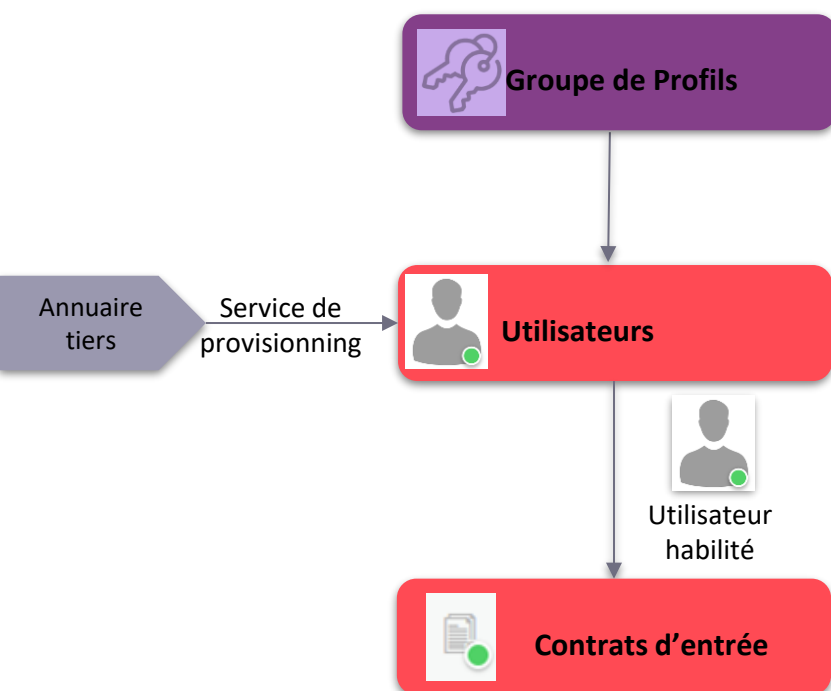 Groupe de Profils
Annuaire
tiers
Service de
provisionning
Utilisateurs
Utilisateur
habilité
Contrats d’entrée